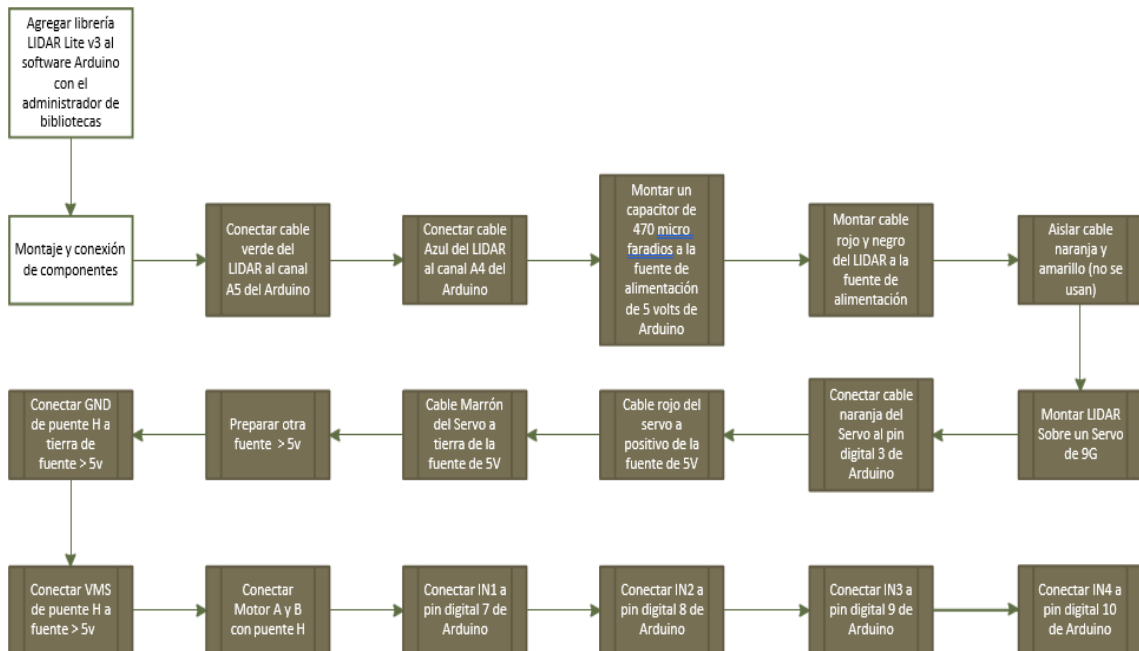 Agregar librería
LIDAR Lite v3 al
software Arduino
con el
administrador de
bibliotecas
Montaje y conexión
de componentes
Conectar cable
verde del
LIDAR al canal
A5 del Arduino
Conectar cable
Azul del LIDAR
al canal A4 del
Arduino
Montar un
capacitor de
470 micro
faradios a la
fuente de
alimentación
de 5 volts de
Arduino
Montar cable
rojo y negro
del LIDAR a la
fuente de
alimentación
Aislar cable
naranja y
amarillo (no se
usan)
Montar LIDAR
Sobre un Servo
de 9G
Conectar cable
naranja del
Servo al pin
digital 3 de
Arduino
Cable rojo del
servo a
positivo de la
fuente de 5V
Cable Marrón
del Servo a
tierra de la
fuente de 5V
Preparar otra
fuente > 5v
Conectar GND
de puente H a
tierra de
fuente > 5v
Conectar VMS
de puente H a
fuente > 5v
Conectar
Motor A y B
con puente H
Conectar IN1 a
pin digital 7 de
Arduino
Conectar IN2 a
pin digital 8 de
Arduino
Conectar IN3 a
pin digital 9 de
Arduino
Conectar IN4 a
pin digital 10
de Arduino